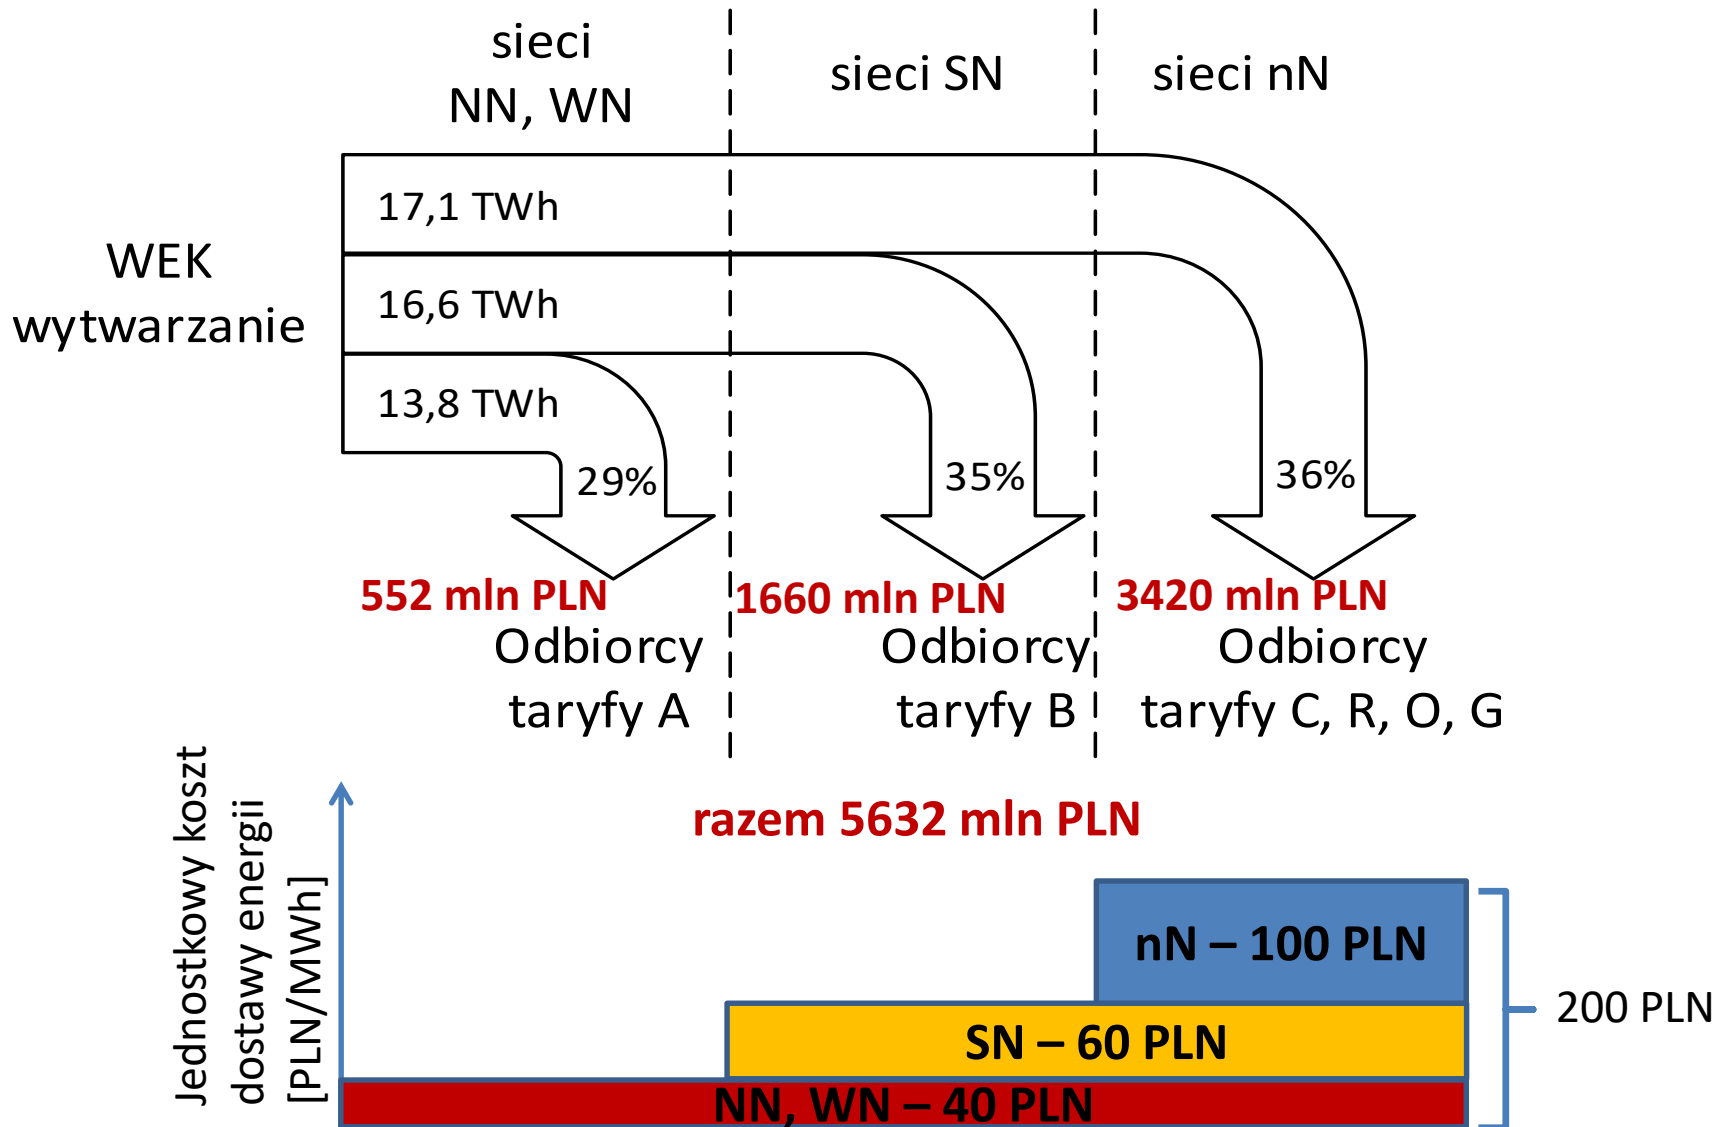 sieci
NN, WN
sieci SN
sieci nN
17,1 TWh
WEK
wytwarzanie
16,6 TWh
13,8 TWh
29%
35%
36%
552 mln PLN
1660 mln PLN
3420 mln PLN
Odbiorcy
taryfy A
Odbiorcy
taryfy B
Odbiorcy
taryfy C, R, O, G
razem 5632 mln PLN
Jednostkowy koszt
dostawy energii
[PLN/MWh]
nN – 100 PLN
SN – 60 PLN
NN, WN – 40 PLN
200 PLN